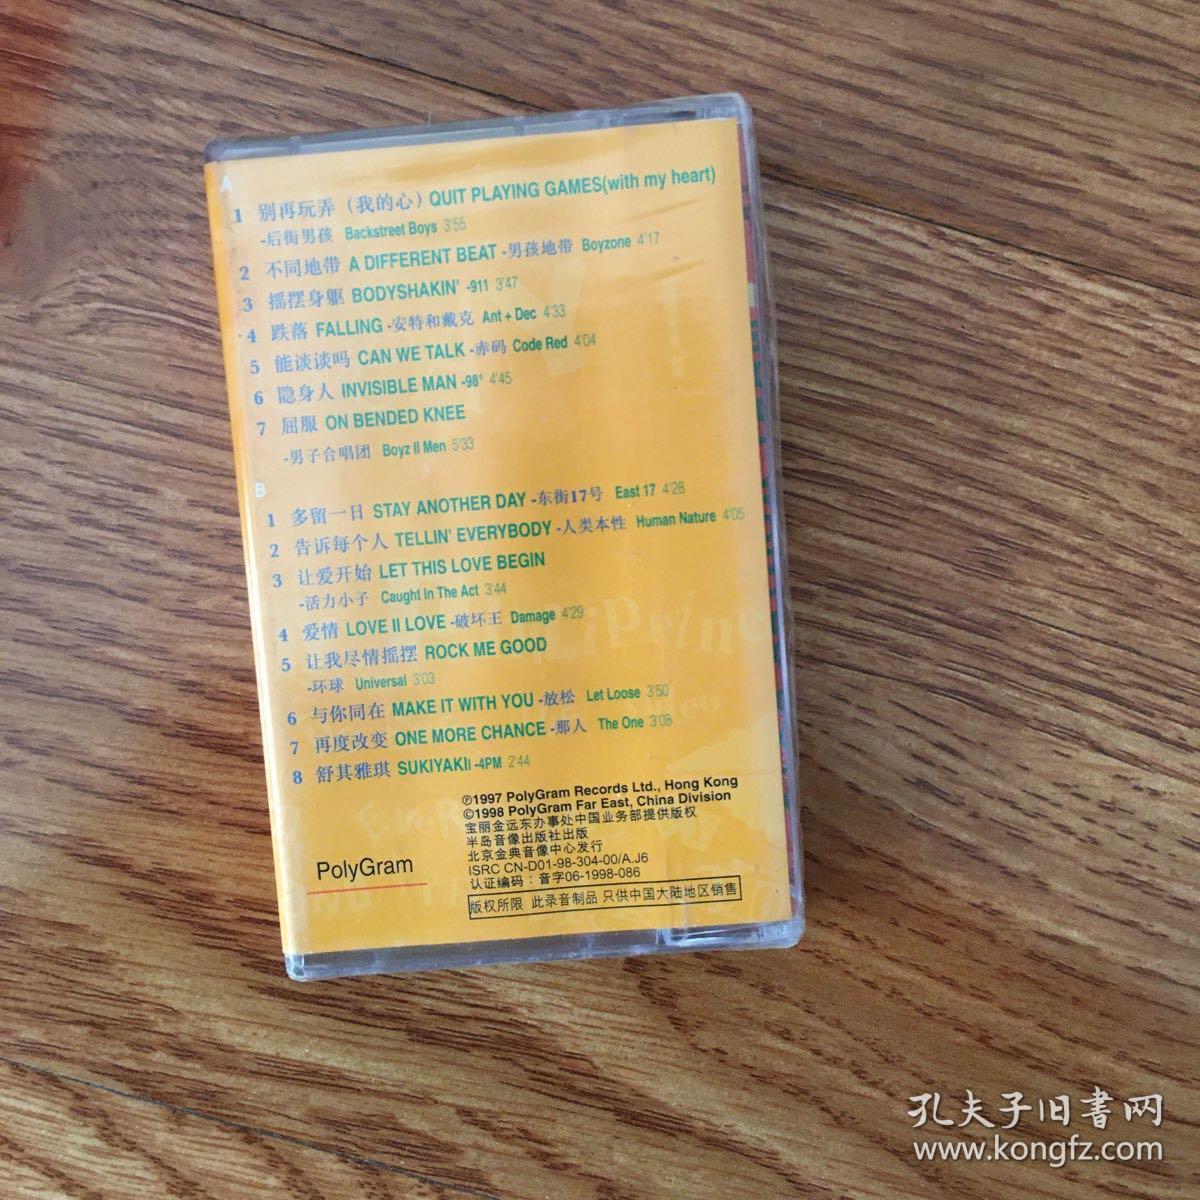 A
1 别再玩弄（我的心）QUIT PLAYING GAMES(with my heart)
-后街男孩 Backstreet Boys 3'55
2 不同地带 A DIFFERENT BEAT -男孩地带 Boyzone 4'17
3 摇摆身躯 BODYSHAKIN' -911 3'47
4 跌落 FALLING -安特和戴克 Ant + Dec 4'33
5 能谈谈吗 CAN WE TALK -赤码 Code Red 4'04
6 隐身人 INVISIBLE MAN -98° 4'45
7 屈服 ON BENDED KNEE
-男子合唱团 Boyz II Men 5'33
B
1 多留一日 STAY ANOTHER DAY -东街17号 East 17 4'28
2 告诉每个人 TELLIN' EVERYBODY -人类本性 Human Nature 4'05
3 让爱开始 LET THIS LOVE BEGIN
-活力小子 Caught In The Act 3'44
4 爱情 LOVE II LOVE -破坏王 Damage 4'29
5 让我尽情摇摆 ROCK ME GOOD
-环球 Universal 3'03
6 与你同在 MAKE IT WITH YOU -放松 Let Loose 3'50
7 再度改变 ONE MORE CHANCE -那人 The One 3'08
8 舒其雅琪 SUKIYAKI -4PM 2'44
℗1997 PolyGram Records Ltd., Hong Kong
©1998 PolyGram Far East, China Division
宝丽金远东办事处中国业务部提供版权
半岛音像出版社出版
北京金典音像中心发行
ISRC CN-D01-98-304-00/A.J6
认证编码：音字06-1998-086
PolyGram
版权所限 此录音制品 只供中国大陆地区销售
孔夫子旧书网
www.kongfz.com